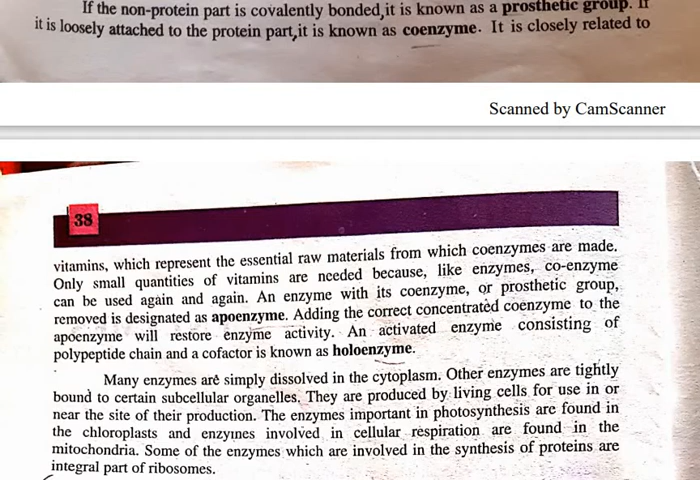 If the non-protein part is covalently bonded,it is known as a prosthetic group. If
it is loosely attached to the protein part,it is known as coenzyme. It is closely related to
Scanned by CamScanner
38
vitamins, which represent the essential raw materials from which coenzymes are made.
Only small quantities of vitamins are needed because, like enzymes, co-enzyme
can be used again and again. An enzyme with its coenzyme, or prosthetic group,
removed is designated as apoenzyme. Adding the correct concentrated coenzyme to the
apoenzyme will restore enzyme activity. An activated enzyme consisting of
polypeptide chain and a cofactor is known as holoenzyme.
Many enzymes are simply dissolved in the cytoplasm. Other enzymes are tightly
bound to certain subcellular organelles. They are produced by living cells for use in or
near the site of their production. The enzymes important in photosynthesis are found in
the chloroplasts and enzymes involved in cellular respiration are found in the
mitochondria. Some of the enzymes which are involved in the synthesis of proteins are
integral part of ribosomes.